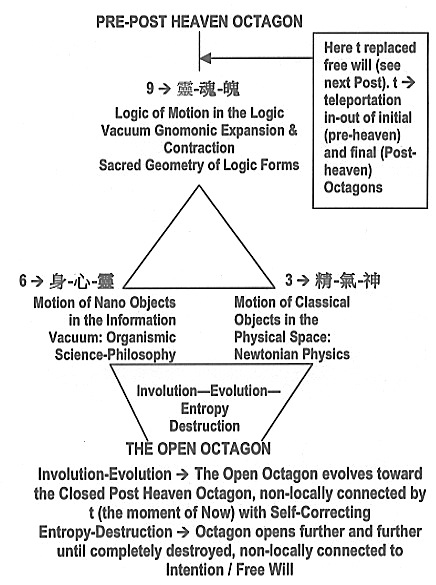 PRE-POST HEAVEN OCTAGON
Here t replaced
free will (see
next Post). t →
teleportation
in-out of initial
(pre-heaven)
and final (Post-
heaven)
Octagons
9 → 靈-魂-魄
Logic of Motion in the Logic
Vacuum Gnomonic Expansion &
Contraction
Sacred Geometry of Logic Forms
6 → 身-心-靈
Motion of Nano Objects
in the Information
Vacuum: Organismic
Science-Philosophy
3 → 精-氣-神
Motion of Classical
Objects in the
Physical Space:
Newtonian Physics
Involution—Evolution—
Entropy
Destruction
THE OPEN OCTAGON
Involution-Evolution → The Open Octagon evolves toward
the Closed Post Heaven Octagon, non-locally connected by
t (the moment of Now) with Self-Correcting
Entropy-Destruction → Octagon opens further and further
until completely destroyed, non-locally connected to
Intention / Free Will